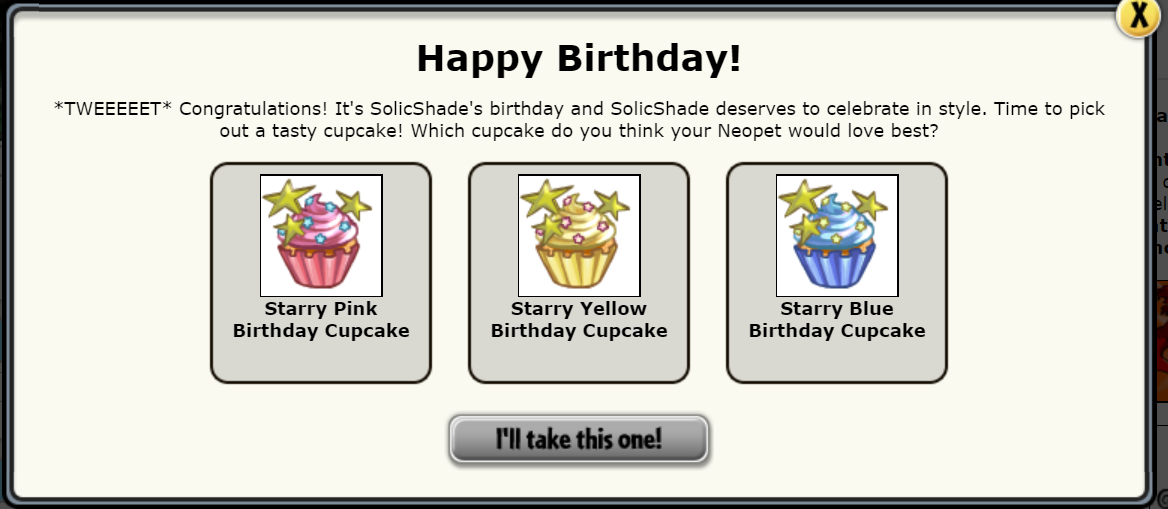 X
Happy Birthday!
*TWEEEEET* Congratulations! It's SolicShade's birthday and SolicShade deserves to celebrate in style. Time to pick
out a tasty cupcake! Which cupcake do you think your Neopet would love best?
Starry Pink
Birthday Cupcake
Starry Yellow
Birthday Cupcake
Starry Blue
Birthday Cupcake
I'll take this one!